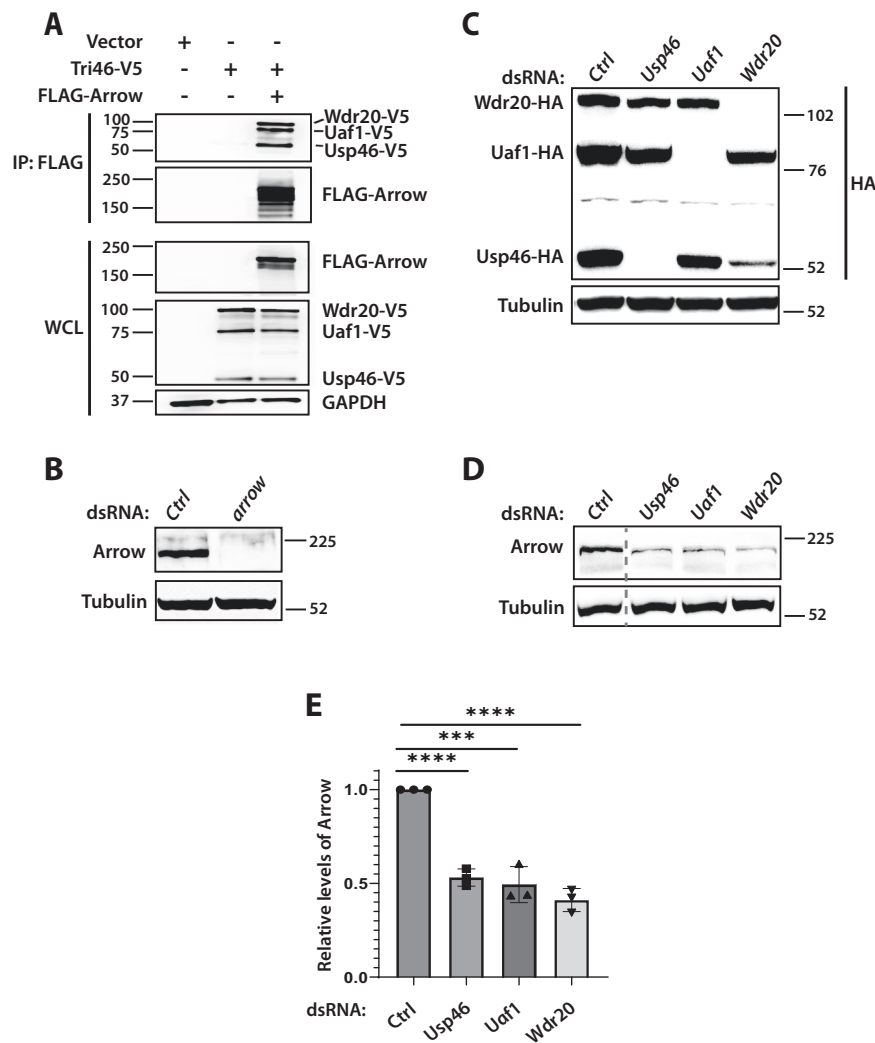 A
Vector + - -
Tri46-V5 - + +
FLAG-Arrow - - +
IP: FLAG
100
75
50
Wdr20-V5
Uaf1-V5
Usp46-V5
250
150
FLAG-Arrow
WCL
250
150
FLAG-Arrow
100
75
50
Wdr20-V5
Uaf1-V5
Usp46-V5
37
GAPDH
B
dsRNA: Ctrl arrow
Arrow
225
Tubulin
52
C
dsRNA: Ctrl Usp46 Uaf1 Wdr20
Wdr20-HA
102
Uaf1-HA
76
HA
Usp46-HA
52
Tubulin
52
D
dsRNA: Ctrl Usp46 Uaf1 Wdr20
Arrow
225
Tubulin
52
E
****
***
****
Relative levels of Arrow
1.0
0.5
0.0
dsRNA: Ctrl Usp46 Uaf1 Wdr20